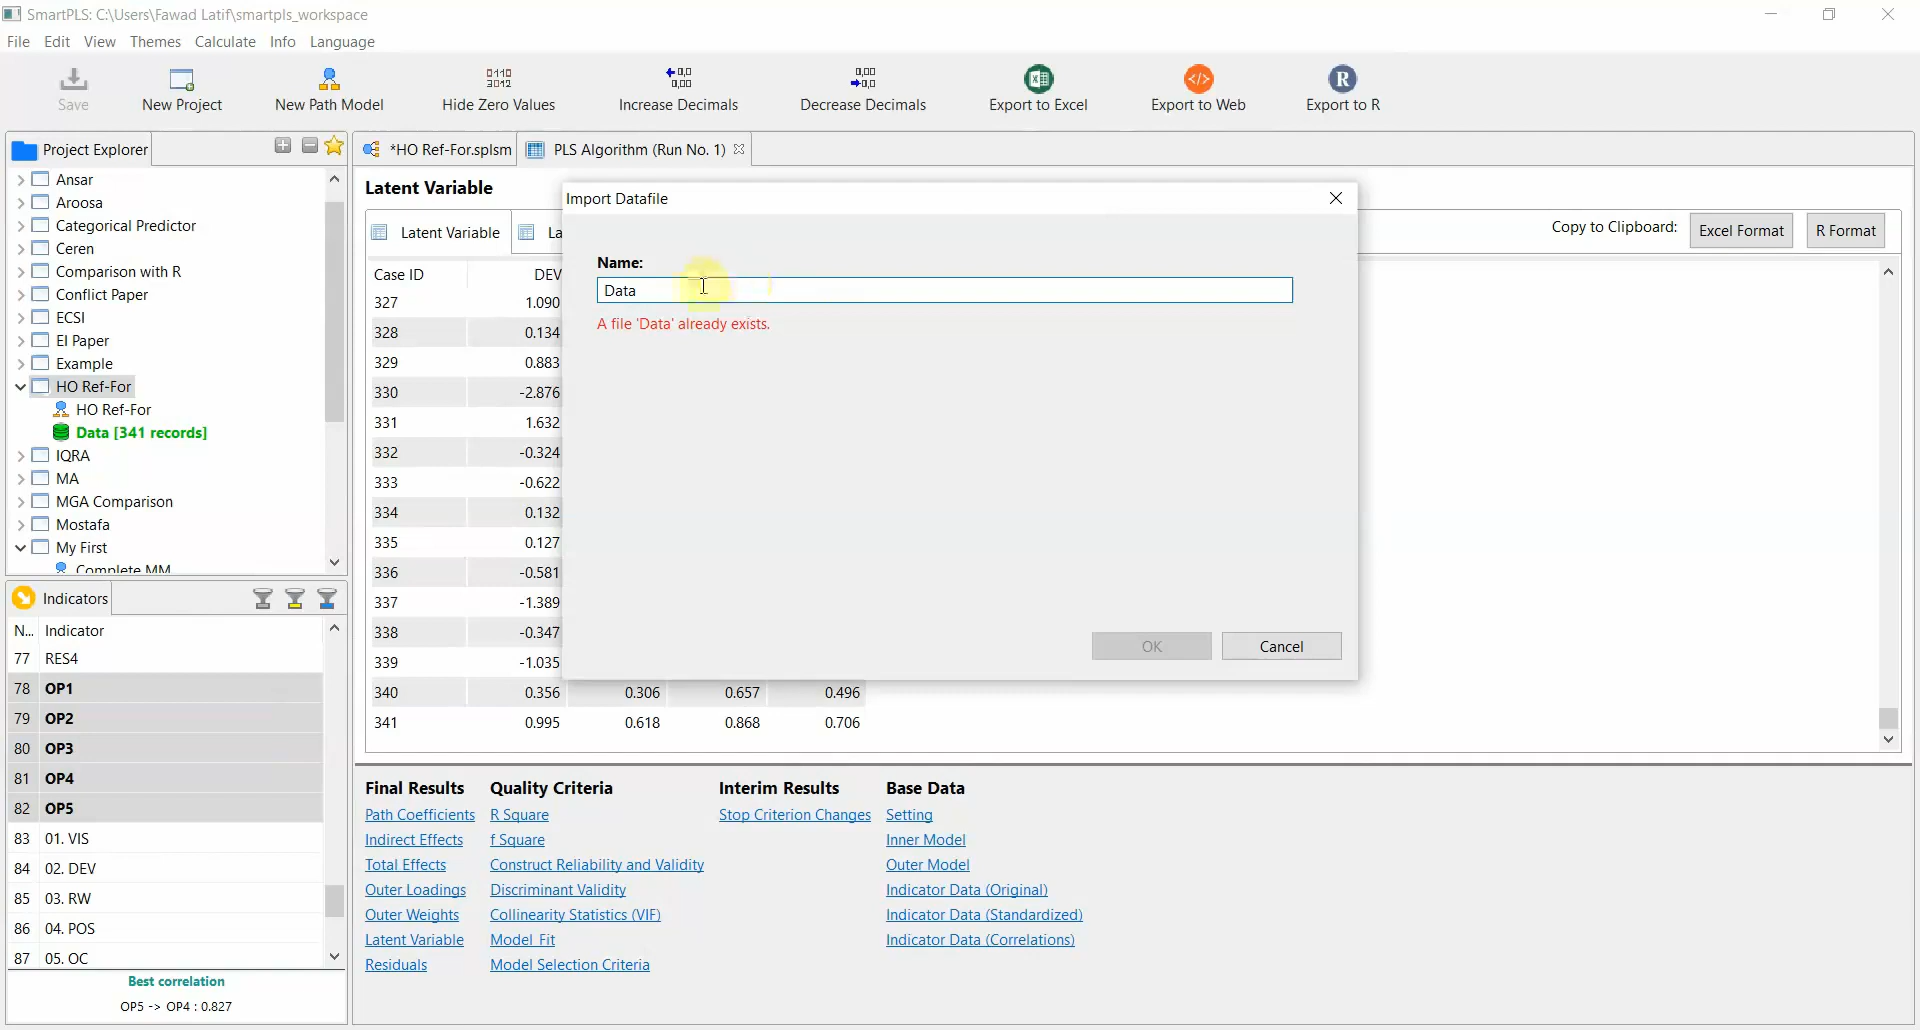 SmartPLS: C:\Users\Fawad Latif\smartpls_workspace
File Edit View Themes Calculate Info Language
Save New Project New Path Model Hide Zero Values Increase Decimals Decrease Decimals Export to Excel Export to Web Export to R
Project Explorer
Ansar
Aroosa
Categorical Predictor
Ceren
Comparison with R
Conflict Paper
ECSI
EI Paper
Example
HO Ref-For
HO Ref-For
Data [341 records]
IQRA
MA
MGA Comparison
Mostafa
My First
Complete MM
Indicators
N... Indicator
77 RES4
78 OP1
79 OP2
80 OP3
81 OP4
82 OP5
83 01. VIS
84 02. DEV
85 03. RW
86 04. POS
87 05. OC
Best correlation
OP5 -> OP4 : 0.827
*HO Ref-For.splsm PLS Algorithm (Run No. 1)
Latent Variable
Latent Variable La
Copy to Clipboard: Excel Format R Format
Case ID DEV
327 1.090
328 0.134
329 0.883
330 -2.876
331 1.632
332 -0.324
333 -0.622
334 0.132
335 0.127
336 -0.581
337 -1.389
338 -0.347
339 -1.035
340 0.356 0.306 0.657 0.496
341 0.995 0.618 0.868 0.706
Import Datafile
Name:
Data
A file 'Data' already exists.
OK Cancel
Final Results Quality Criteria Interim Results Base Data
Path Coefficients R Square Stop Criterion Changes Setting
Indirect Effects f Square Inner Model
Total Effects Construct Reliability and Validity Outer Model
Outer Loadings Discriminant Validity Indicator Data (Original)
Outer Weights Collinearity Statistics (VIF) Indicator Data (Standardized)
Latent Variable Model_Fit Indicator Data (Correlations)
Residuals Model Selection Criteria